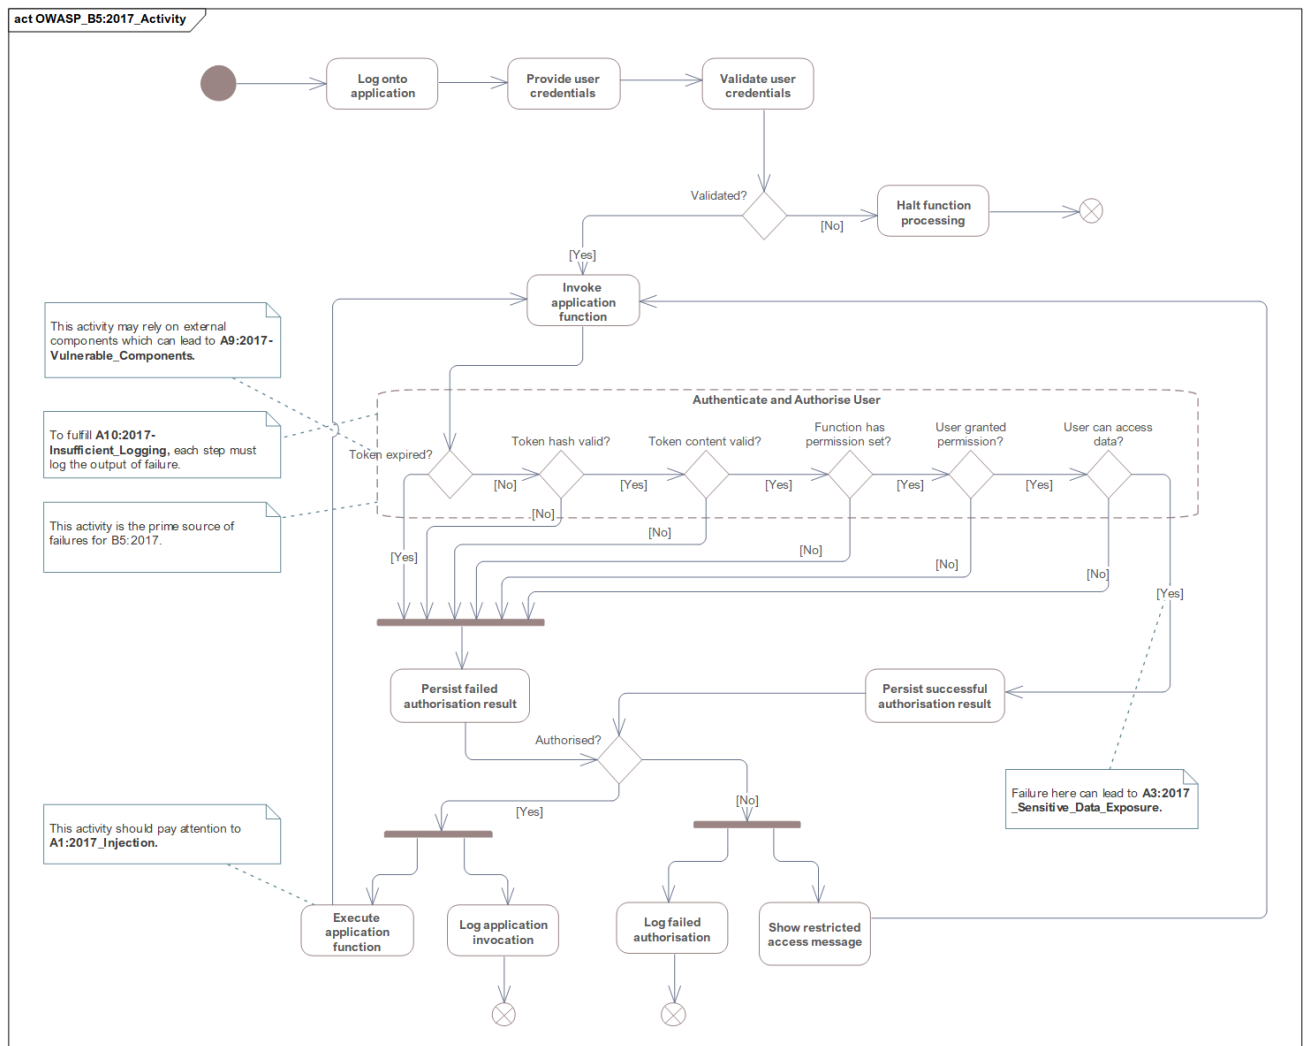 act OWASP_B5:2017_Activity
Log onto
application
Provide user
credentials
Validate user
credentials
Validated?
[No]
Halt function
processing
[Yes]
Invoke
application
function
This activity may rely on external
components which can lead to A9:2017-
Vulnerable_Components.
Authenticate and Authorise User
To fulfill A10:2017-
Insufficient_Logging, each step must
log the output of failure.
Token expired?
Token hash valid?
Token content valid?
Function has
permission set?
User granted
permission?
User can access
data?
[No]
[Yes]
[Yes]
[Yes]
[Yes]
This activity is the prime source of
failures for B5:2017.
[Yes]
[No]
[No]
[No]
[No]
[No]
[Yes]
Persist failed
authorisation result
Persist successful
authorisation result
Authorised?
[Yes]
[No]
Failure here can lead to A3:2017
_Sensitive_Data_Exposure.
This activity should pay attention to
A1:2017_Injection.
Execute
application
function
Log application
invocation
Log failed
authorisation
Show restricted
access message